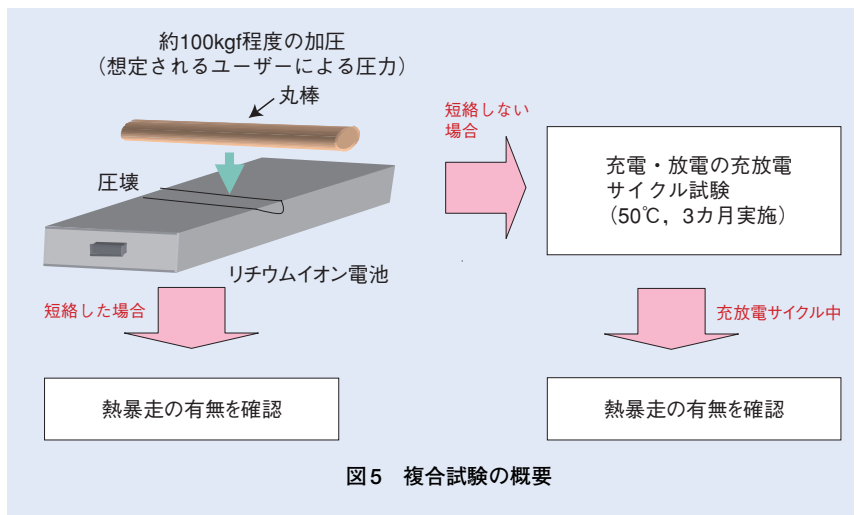 約100kgf程度の加圧
（想定されるユーザーによる圧力）
丸棒
圧壊
リチウムイオン電池
短絡しない
場合
充電・放電の充放電
サイクル試験
（50℃，3カ月実施）
短絡した場合
充放電サイクル中
熱暴走の有無を確認
熱暴走の有無を確認
図5　複合試験の概要